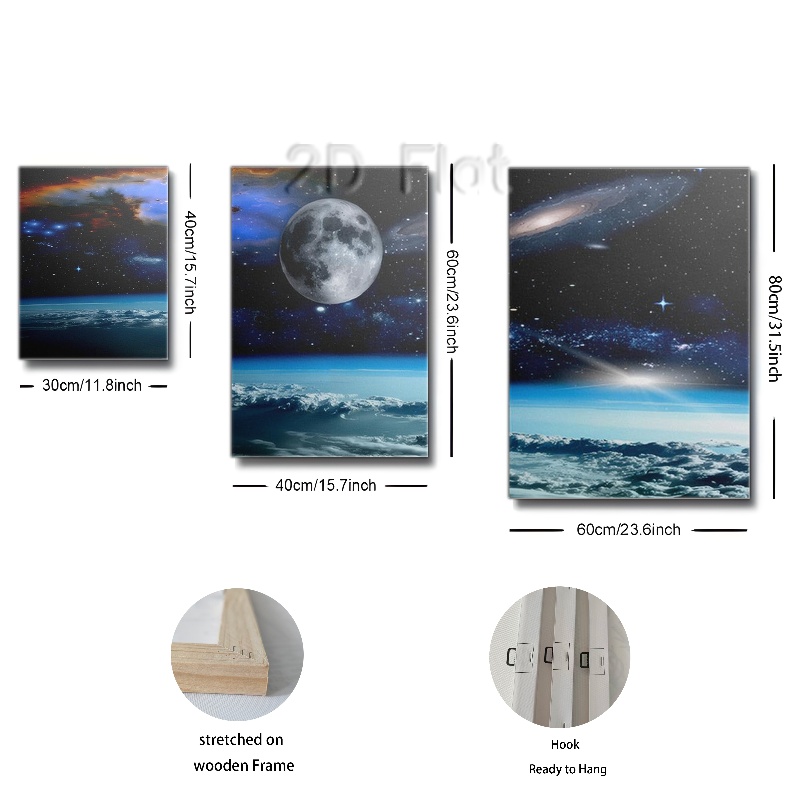 2D Flat
40cm/15.7inch
30cm/11.8inch
60cm/23.6inch
40cm/15.7inch
80cm/31.5inch
60cm/23.6inch
stretched on
wooden Frame
Hook
Ready to Hang